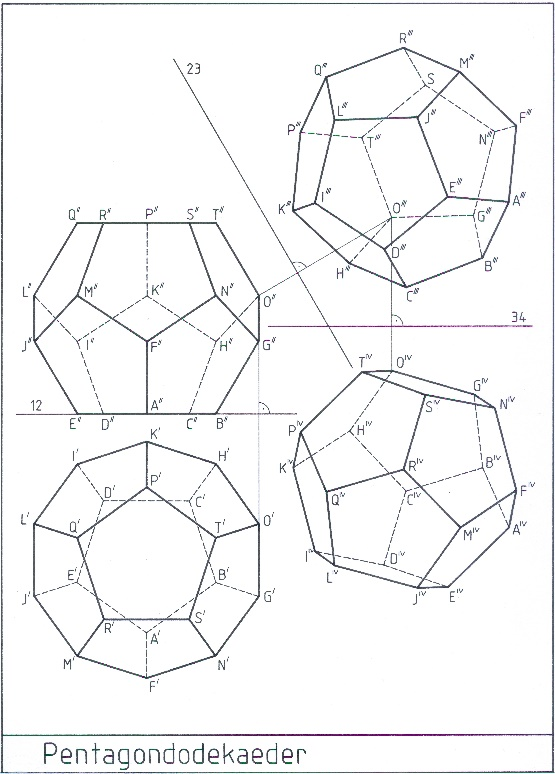 R''' 
Q''' M'''
23
S
L''' J''' F'''
P''' T''' N'''
E'''
K''' I''' O''' G''' A'''
Q'' R'' P'' S'' T''
D'''
H''' B'''
C'''
L'' M'' K'' N'' O''
34
J'' I'' F'' H'' G''
T^IV O^IV
G^IV
S^IV N^IV
12 A''
E'' D'' C'' B''
P^IV H^IV
K'
I' H'
K^IV R^IV B^IV
P'
D' C'
Q^IV C^IV F^IV
L' Q' T' O'
M^IV A^IV
I^IV D^IV
L^IV
E' B'
J' G'
J^IV E^IV
R' S'
A'
M' N'
F'
Pentagondodekaeder